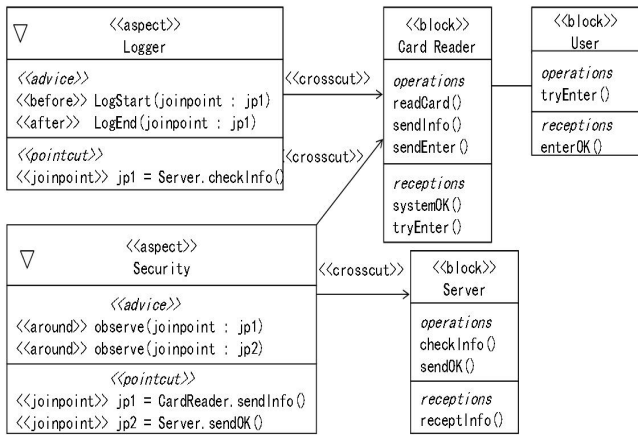 <<aspect>>
Logger
<<advice>>
<<before>> LogStart(joinpoint : jp1)
<<after>> LogEnd(joinpoint : jp1)
<<pointcut>>
<<joinpoint>> jp1 = Server.checkInfo()
<<crosscut>>
<<crosscut>>
<<block>>
Card Reader
operations
readCard()
sendInfo()
sendEnter()
receptions
systemOK()
tryEnter()
<<block>>
User
operations
tryEnter()
receptions
enterOK()
<<aspect>>
Security
<<advice>>
<<around>> observe(joinpoint : jp1)
<<around>> observe(joinpoint : jp2)
<<pointcut>>
<<joinpoint>> jp1 = CardReader.sendInfo()
<<joinpoint>> jp2 = Server.sendOK()
<<crosscut>>
<<block>>
Server
operations
checkInfo()
sendOK()
receptions
receptInfo()